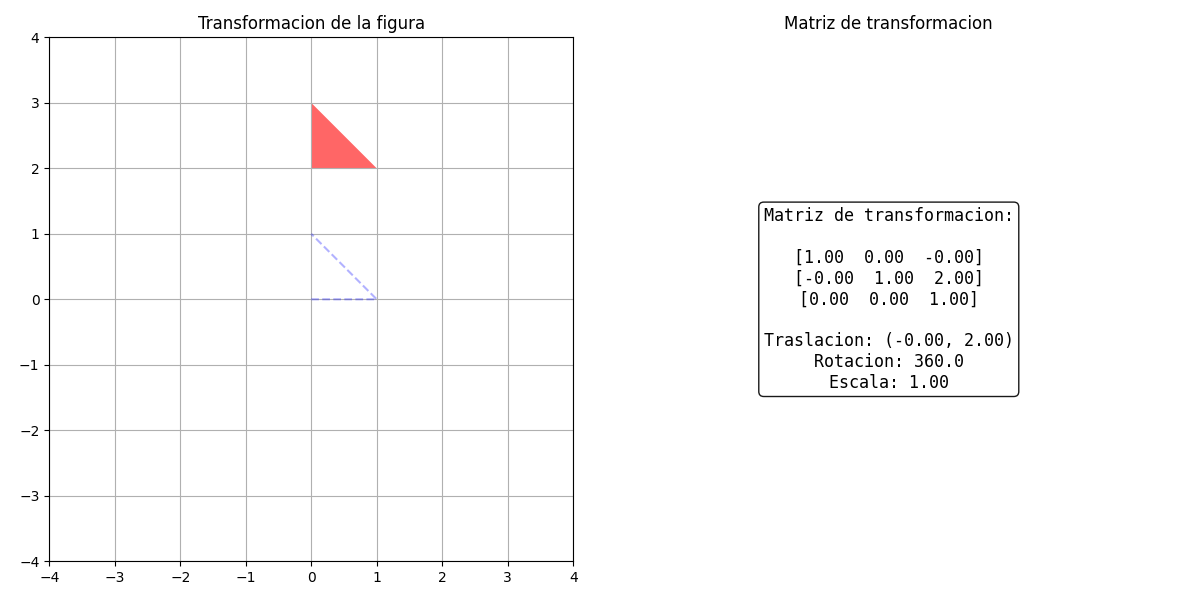 Transformacion de la figura
4
3
2
1
0
−1
−2
−3
−4
−4 −3 −2 −1 0 1 2 3 4
Matriz de transformacion
Matriz de transformacion:
[1.00 0.00 -0.00]
[-0.00 1.00 2.00]
[0.00 0.00 1.00]
Traslacion: (-0.00, 2.00)
Rotacion: 360.0
Escala: 1.00